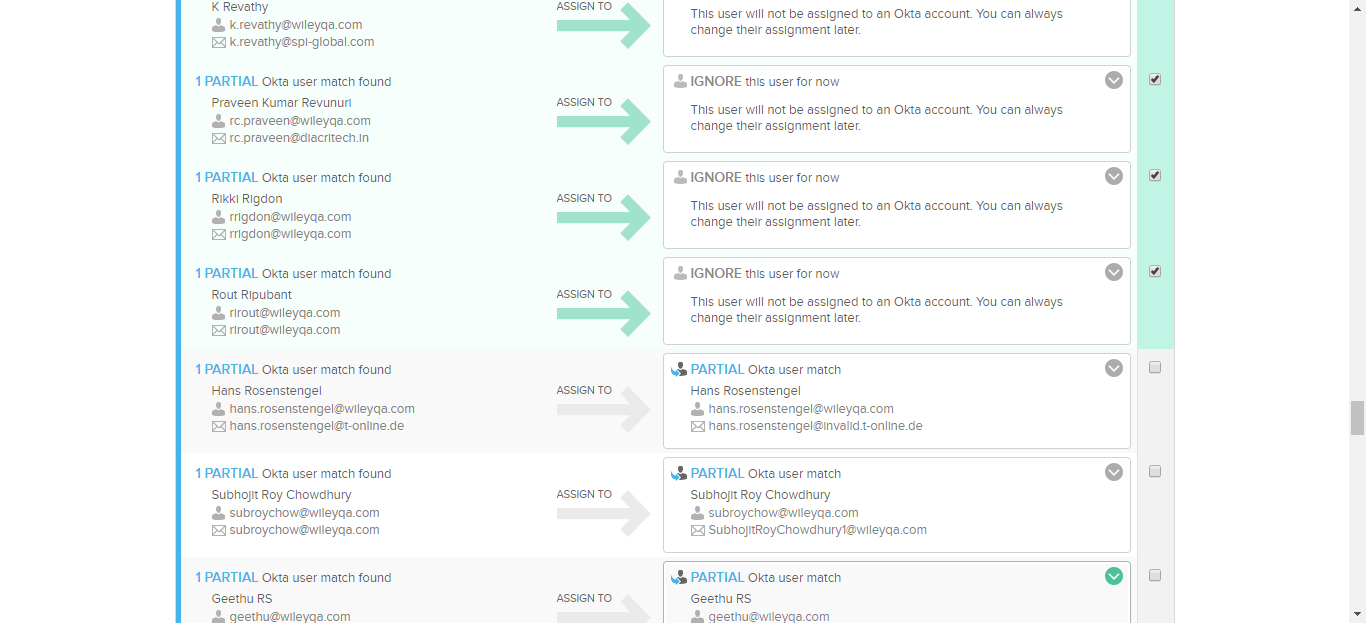 K Revathy
k.revathy@wileyqa.com
k.revathy@spi-global.com
ASSIGN TO
This user will not be assigned to an Okta account. You can always
change their assignment later.
1 PARTIAL Okta user match found
Praveen Kumar Revunuri
rc.praveen@wileyqa.com
rc.praveen@diacritech.in
ASSIGN TO
IGNORE this user for now
This user will not be assigned to an Okta account. You can always
change their assignment later.
1 PARTIAL Okta user match found
Rikki Rigdon
rrigdon@wileyqa.com
rrigdon@wileyqa.com
ASSIGN TO
IGNORE this user for now
This user will not be assigned to an Okta account. You can always
change their assignment later.
1 PARTIAL Okta user match found
Rout Ripubant
rirout@wileyqa.com
rirout@wileyqa.com
ASSIGN TO
IGNORE this user for now
This user will not be assigned to an Okta account. You can always
change their assignment later.
1 PARTIAL Okta user match found
Hans Rosenstengel
hans.rosenstengel@wileyqa.com
hans.rosenstengel@t-online.de
ASSIGN TO
PARTIAL Okta user match
Hans Rosenstengel
hans.rosenstengel@wileyqa.com
hans.rosenstengel@invalid.t-online.de
1 PARTIAL Okta user match found
Subhojit Roy Chowdhury
subroychow@wileyqa.com
subroychow@wileyqa.com
ASSIGN TO
PARTIAL Okta user match
Subhojit Roy Chowdhury
subroychow@wileyqa.com
SubhojitRoyChowdhury1@wileyqa.com
1 PARTIAL Okta user match found
Geethu RS
geethu@wileyqa.com
ASSIGN TO
PARTIAL Okta user match
Geethu RS
geethu@wileyqa.com